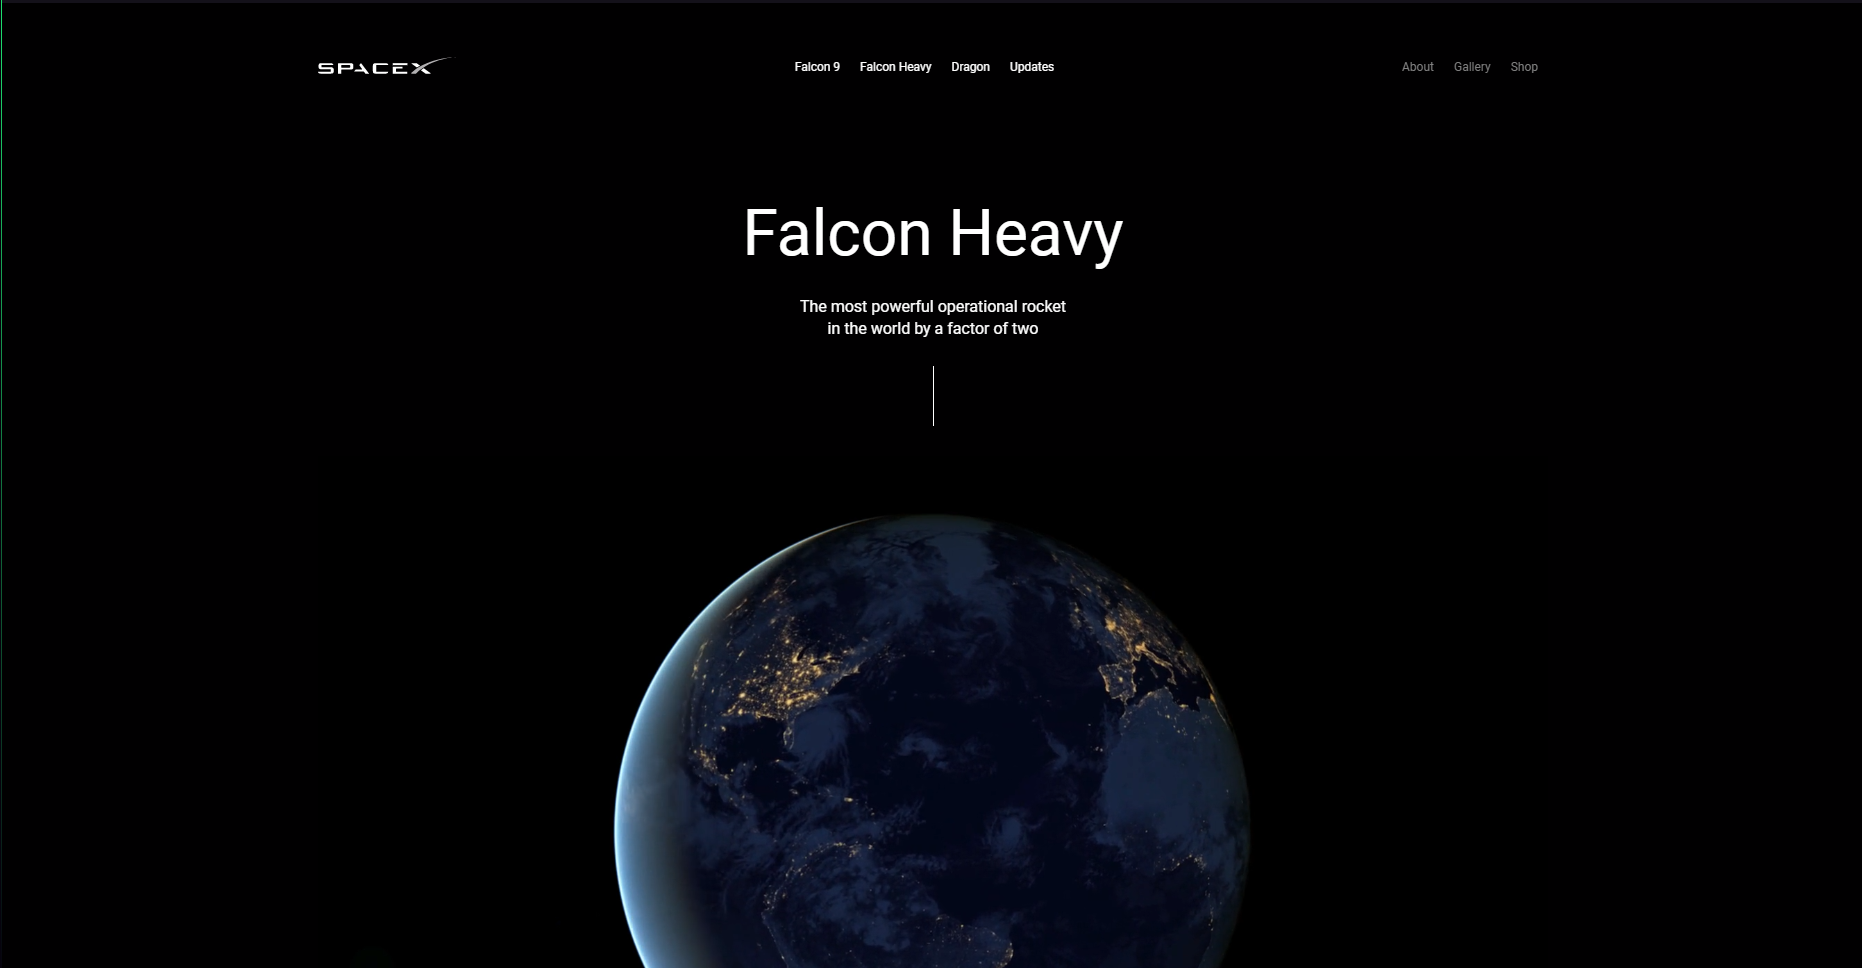 SPACEX
Falcon 9 Falcon Heavy Dragon Updates
About Gallery Shop
Falcon Heavy
The most powerful operational rocket
in the world by a factor of two